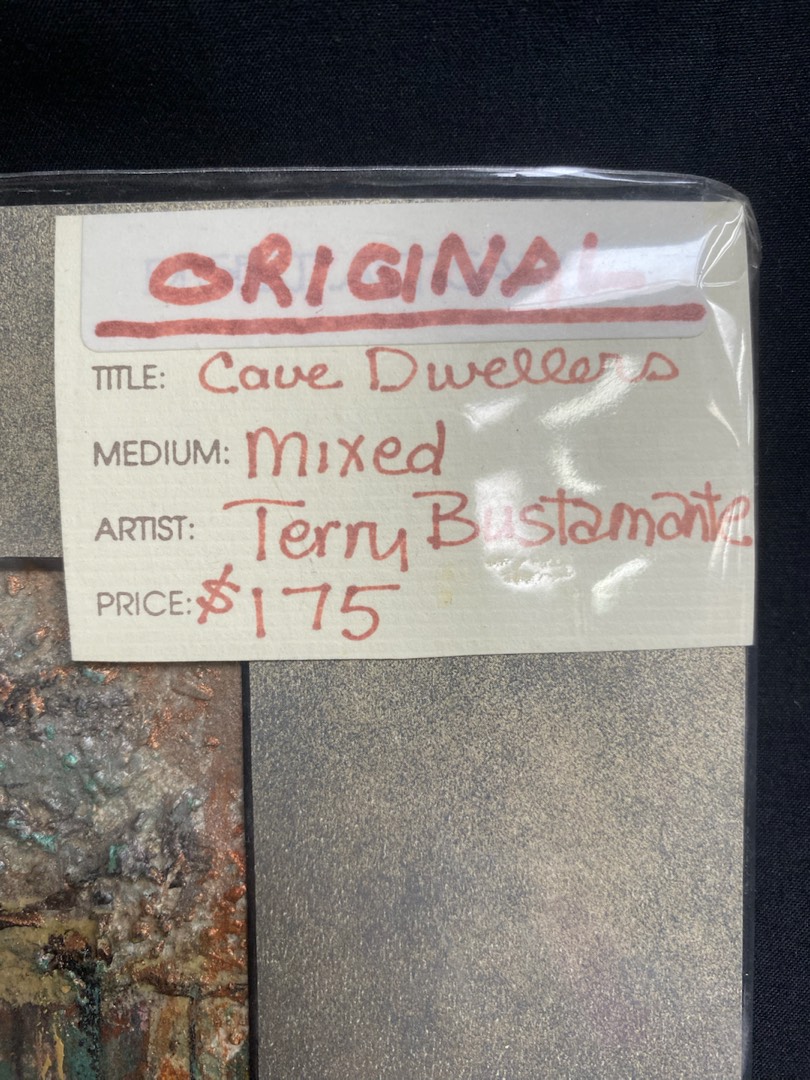 ORIGINAL
TITLE: Cave Dwellers
MEDIUM: Mixed
ARTIST: Terry Bustamante
PRICE: $175